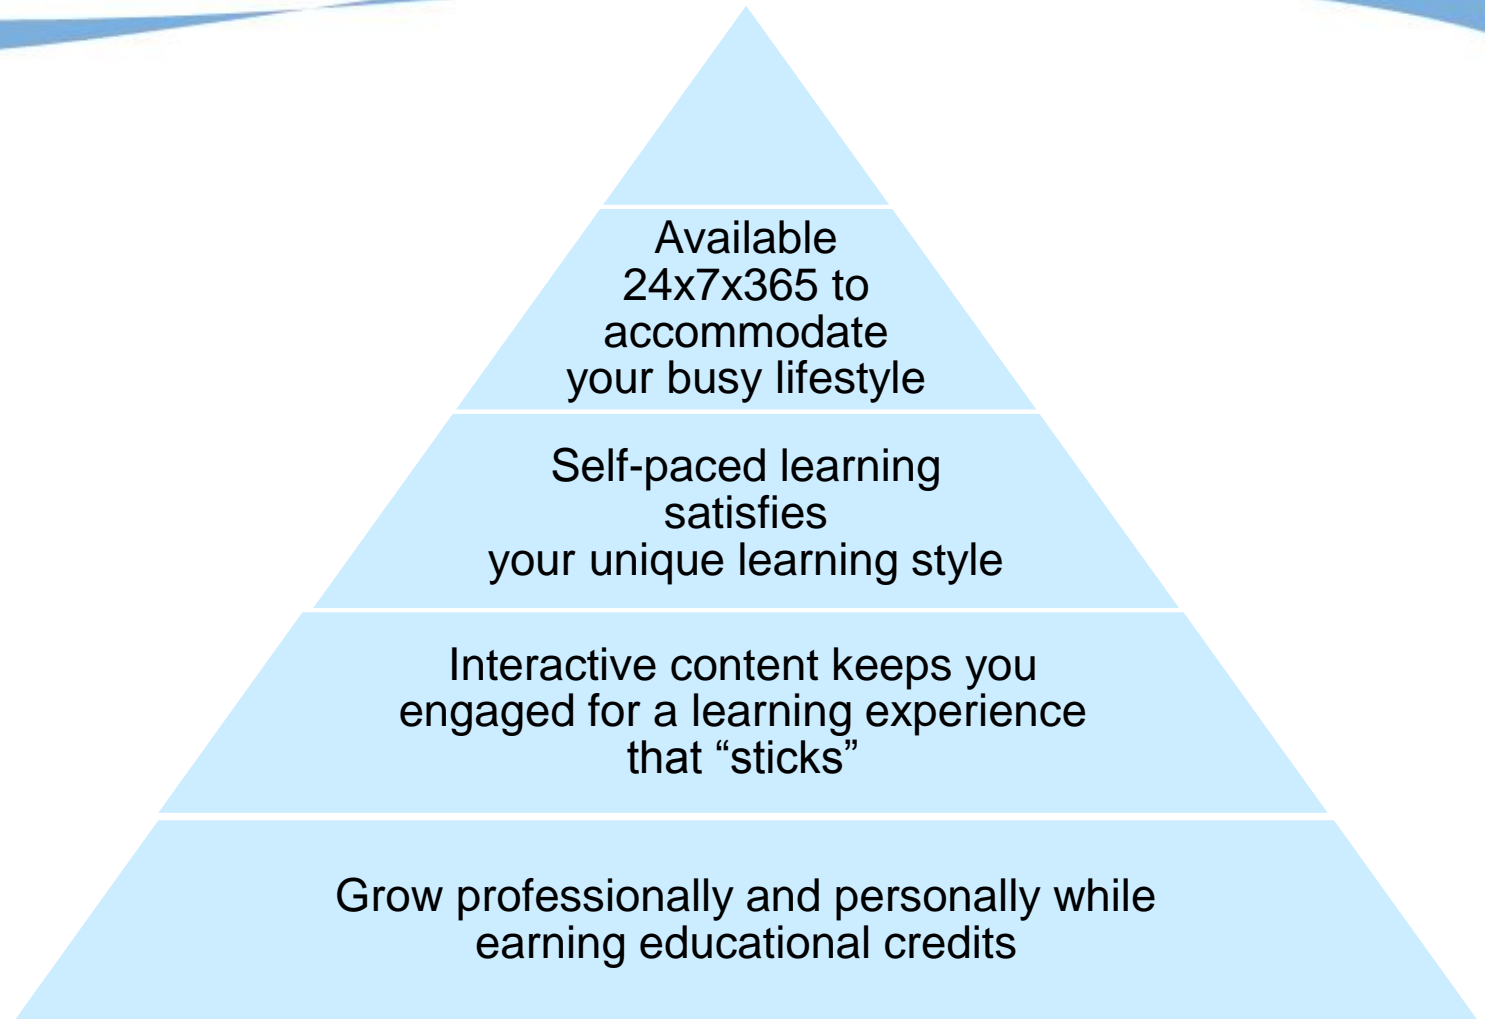 Available
24x7x365 to
accommodate
your busy lifestyle
Self-paced learning
satisfies
your unique learning style
Interactive content keeps you
engaged for a learning experience
that “sticks”
Grow professionally and personally while
earning educational credits